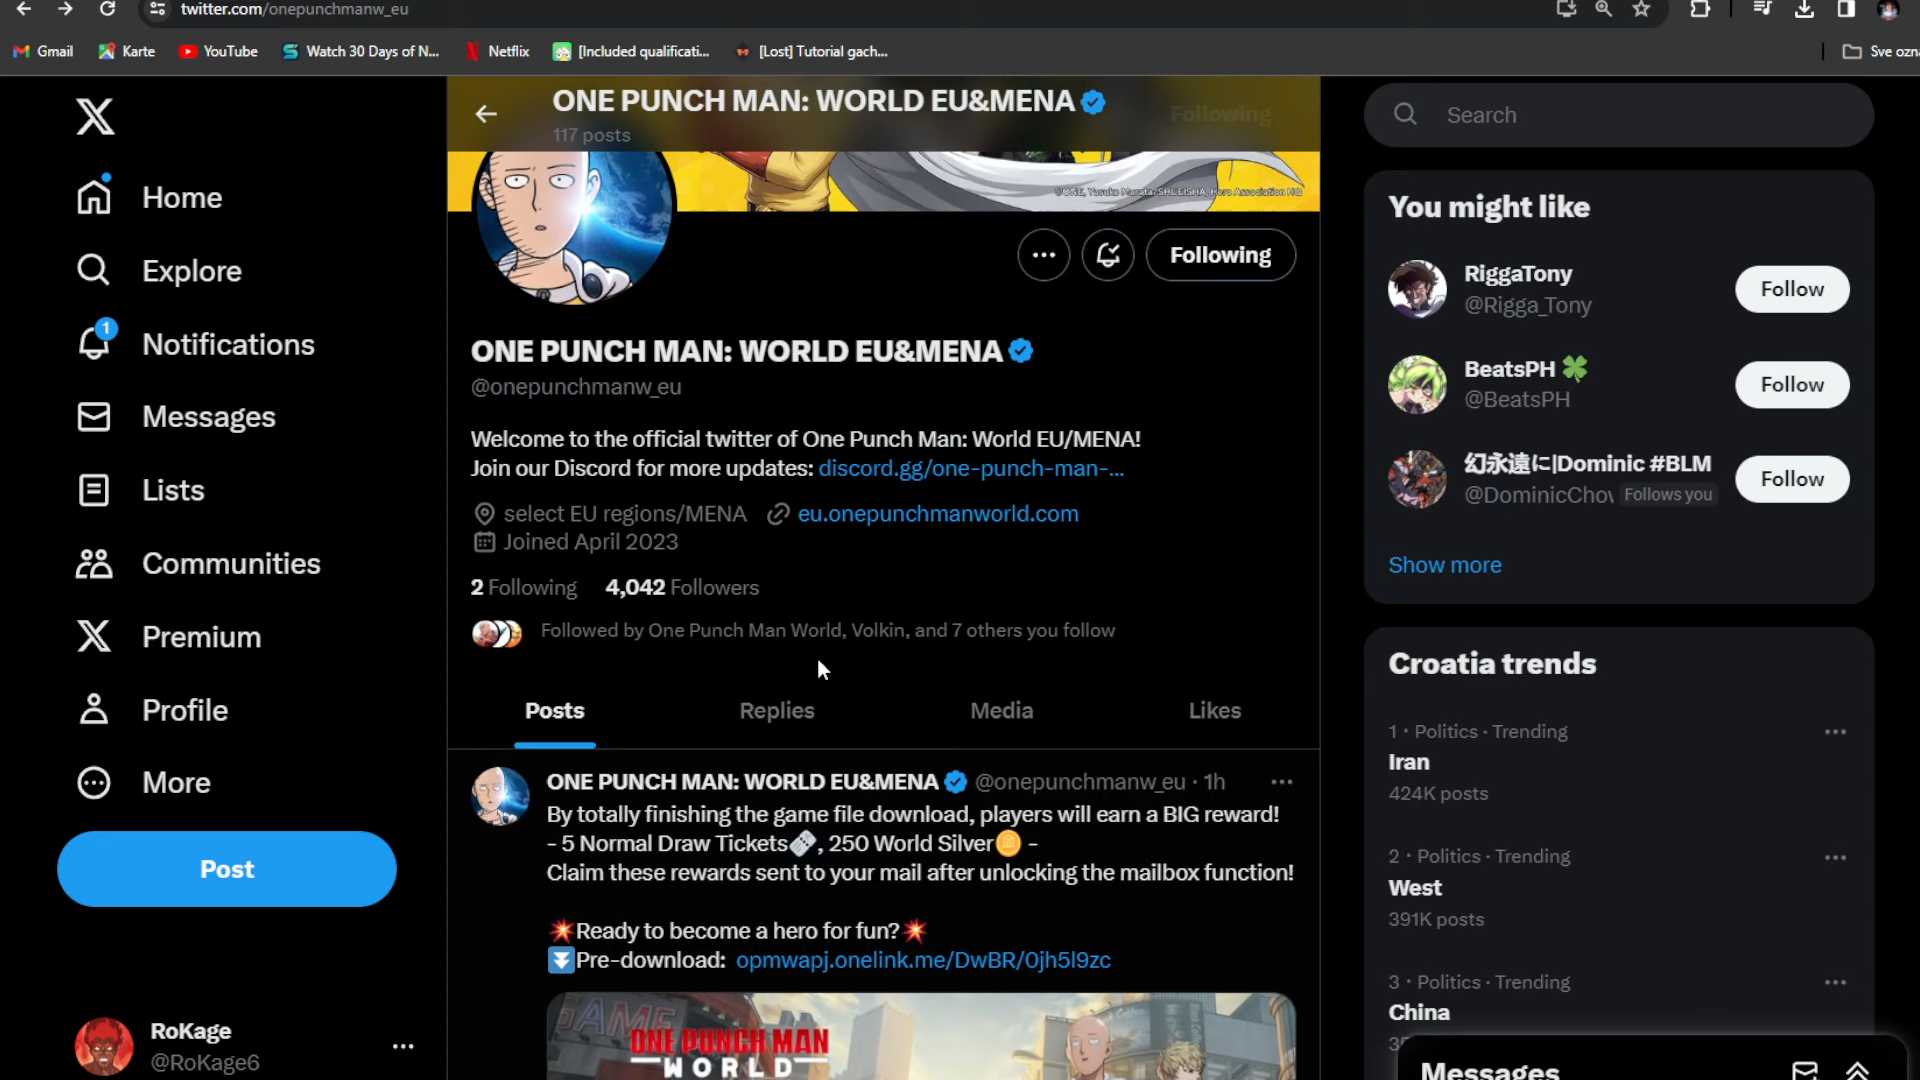 twitter.com/onepunchmanw_eu
Gmail
Karte
YouTube
Watch 30 Days of N...
Netflix
[Included qualificati...
[Lost] Tutorial gach...
Sve ozna
Home
Explore
1
Notifications
Messages
Lists
Communities
Premium
Profile
More
Post
RoKage
@RoKage6
ONE PUNCH MAN: WORLD EU&MENA
117 posts
Following
Following
ONE PUNCH MAN: WORLD EU&MENA
@onepunchmanw_eu
Welcome to the official twitter of One Punch Man: World EU/MENA!
Join our Discord for more updates: discord.gg/one-punch-man-...
select EU regions/MENA eu.onepunchmanworld.com
Joined April 2023
2 Following 4,042 Followers
Followed by One Punch Man World, Volkin, and 7 others you follow
Posts Replies Media Likes
ONE PUNCH MAN: WORLD EU&MENA @onepunchmanw_eu · 1h
By totally finishing the game file download, players will earn a BIG reward!
- 5 Normal Draw Tickets🎫, 250 World Silver🪙 -
Claim these rewards sent to your mail after unlocking the mailbox function!
💥Ready to become a hero for fun?💥
⏬Pre-download: opmwapj.onelink.me/DwBR/0jh5l9zc
GAME
ONE PUNCH MAN
WORLD
Search
You might like
RiggaTony
@Rigga_Tony
Follow
BeatsPH 🍀
@BeatsPH
Follow
幻永遠に|Dominic #BLM
@DominicChov Follows you
Follow
Show more
Croatia trends
1 · Politics · Trending
Iran
424K posts
2 · Politics · Trending
West
391K posts
3 · Politics · Trending
China
Messages